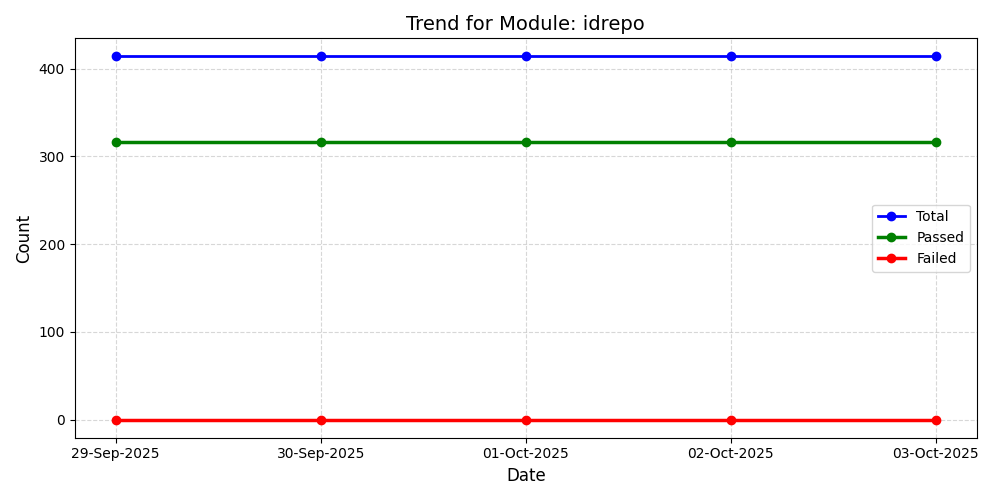 Trend for Module: idrepo
400
300
200
100
0
Count
Total
Passed
Failed
29-Sep-2025
30-Sep-2025
01-Oct-2025
02-Oct-2025
03-Oct-2025
Date